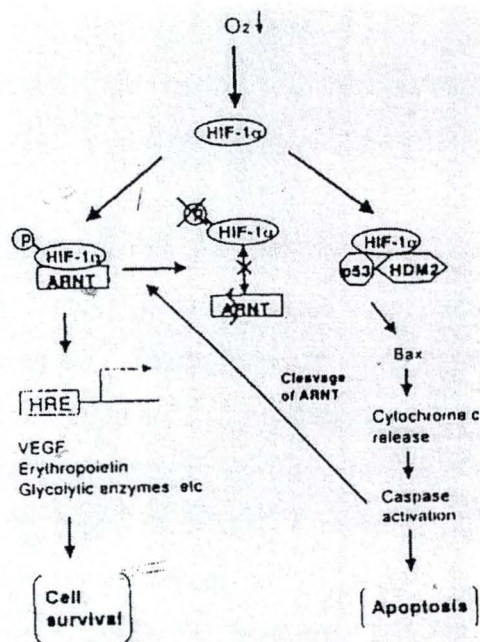 O₂ ↓
HIF-1α
P
HIF-1α
ARNT
P
HIF-1α
ARNT
HIF-1α
p53
HDM2
Bax
Cleavage
of ARNT
HRE
Cytochrome c
release
VEGF
Erythropoietin
Glycolytic enzymes etc
Caspase
activation
Cell
survival
Apoptosis